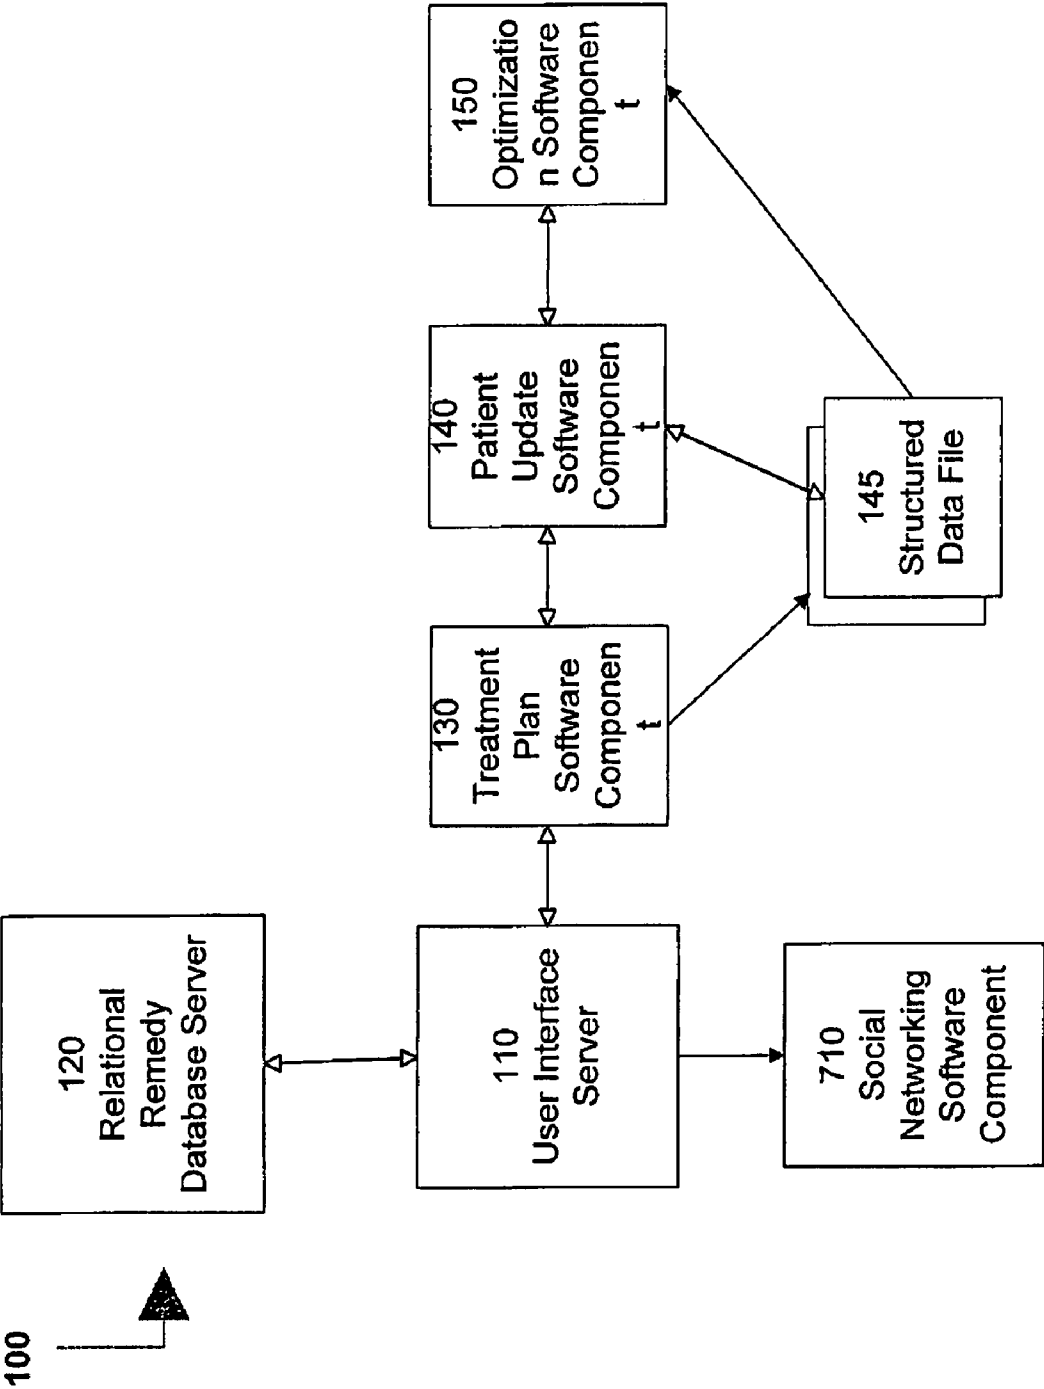 100
120
Relational
Remedy
Database Server
110
User Interface
Server
710
Social
Networking
Software
Component
130
Treatment
Plan
Software
Componen
t
140
Patient
Update
Software
Componen
t
150
Optimizatio
n Software
Componen
t
145
Structured
Data File